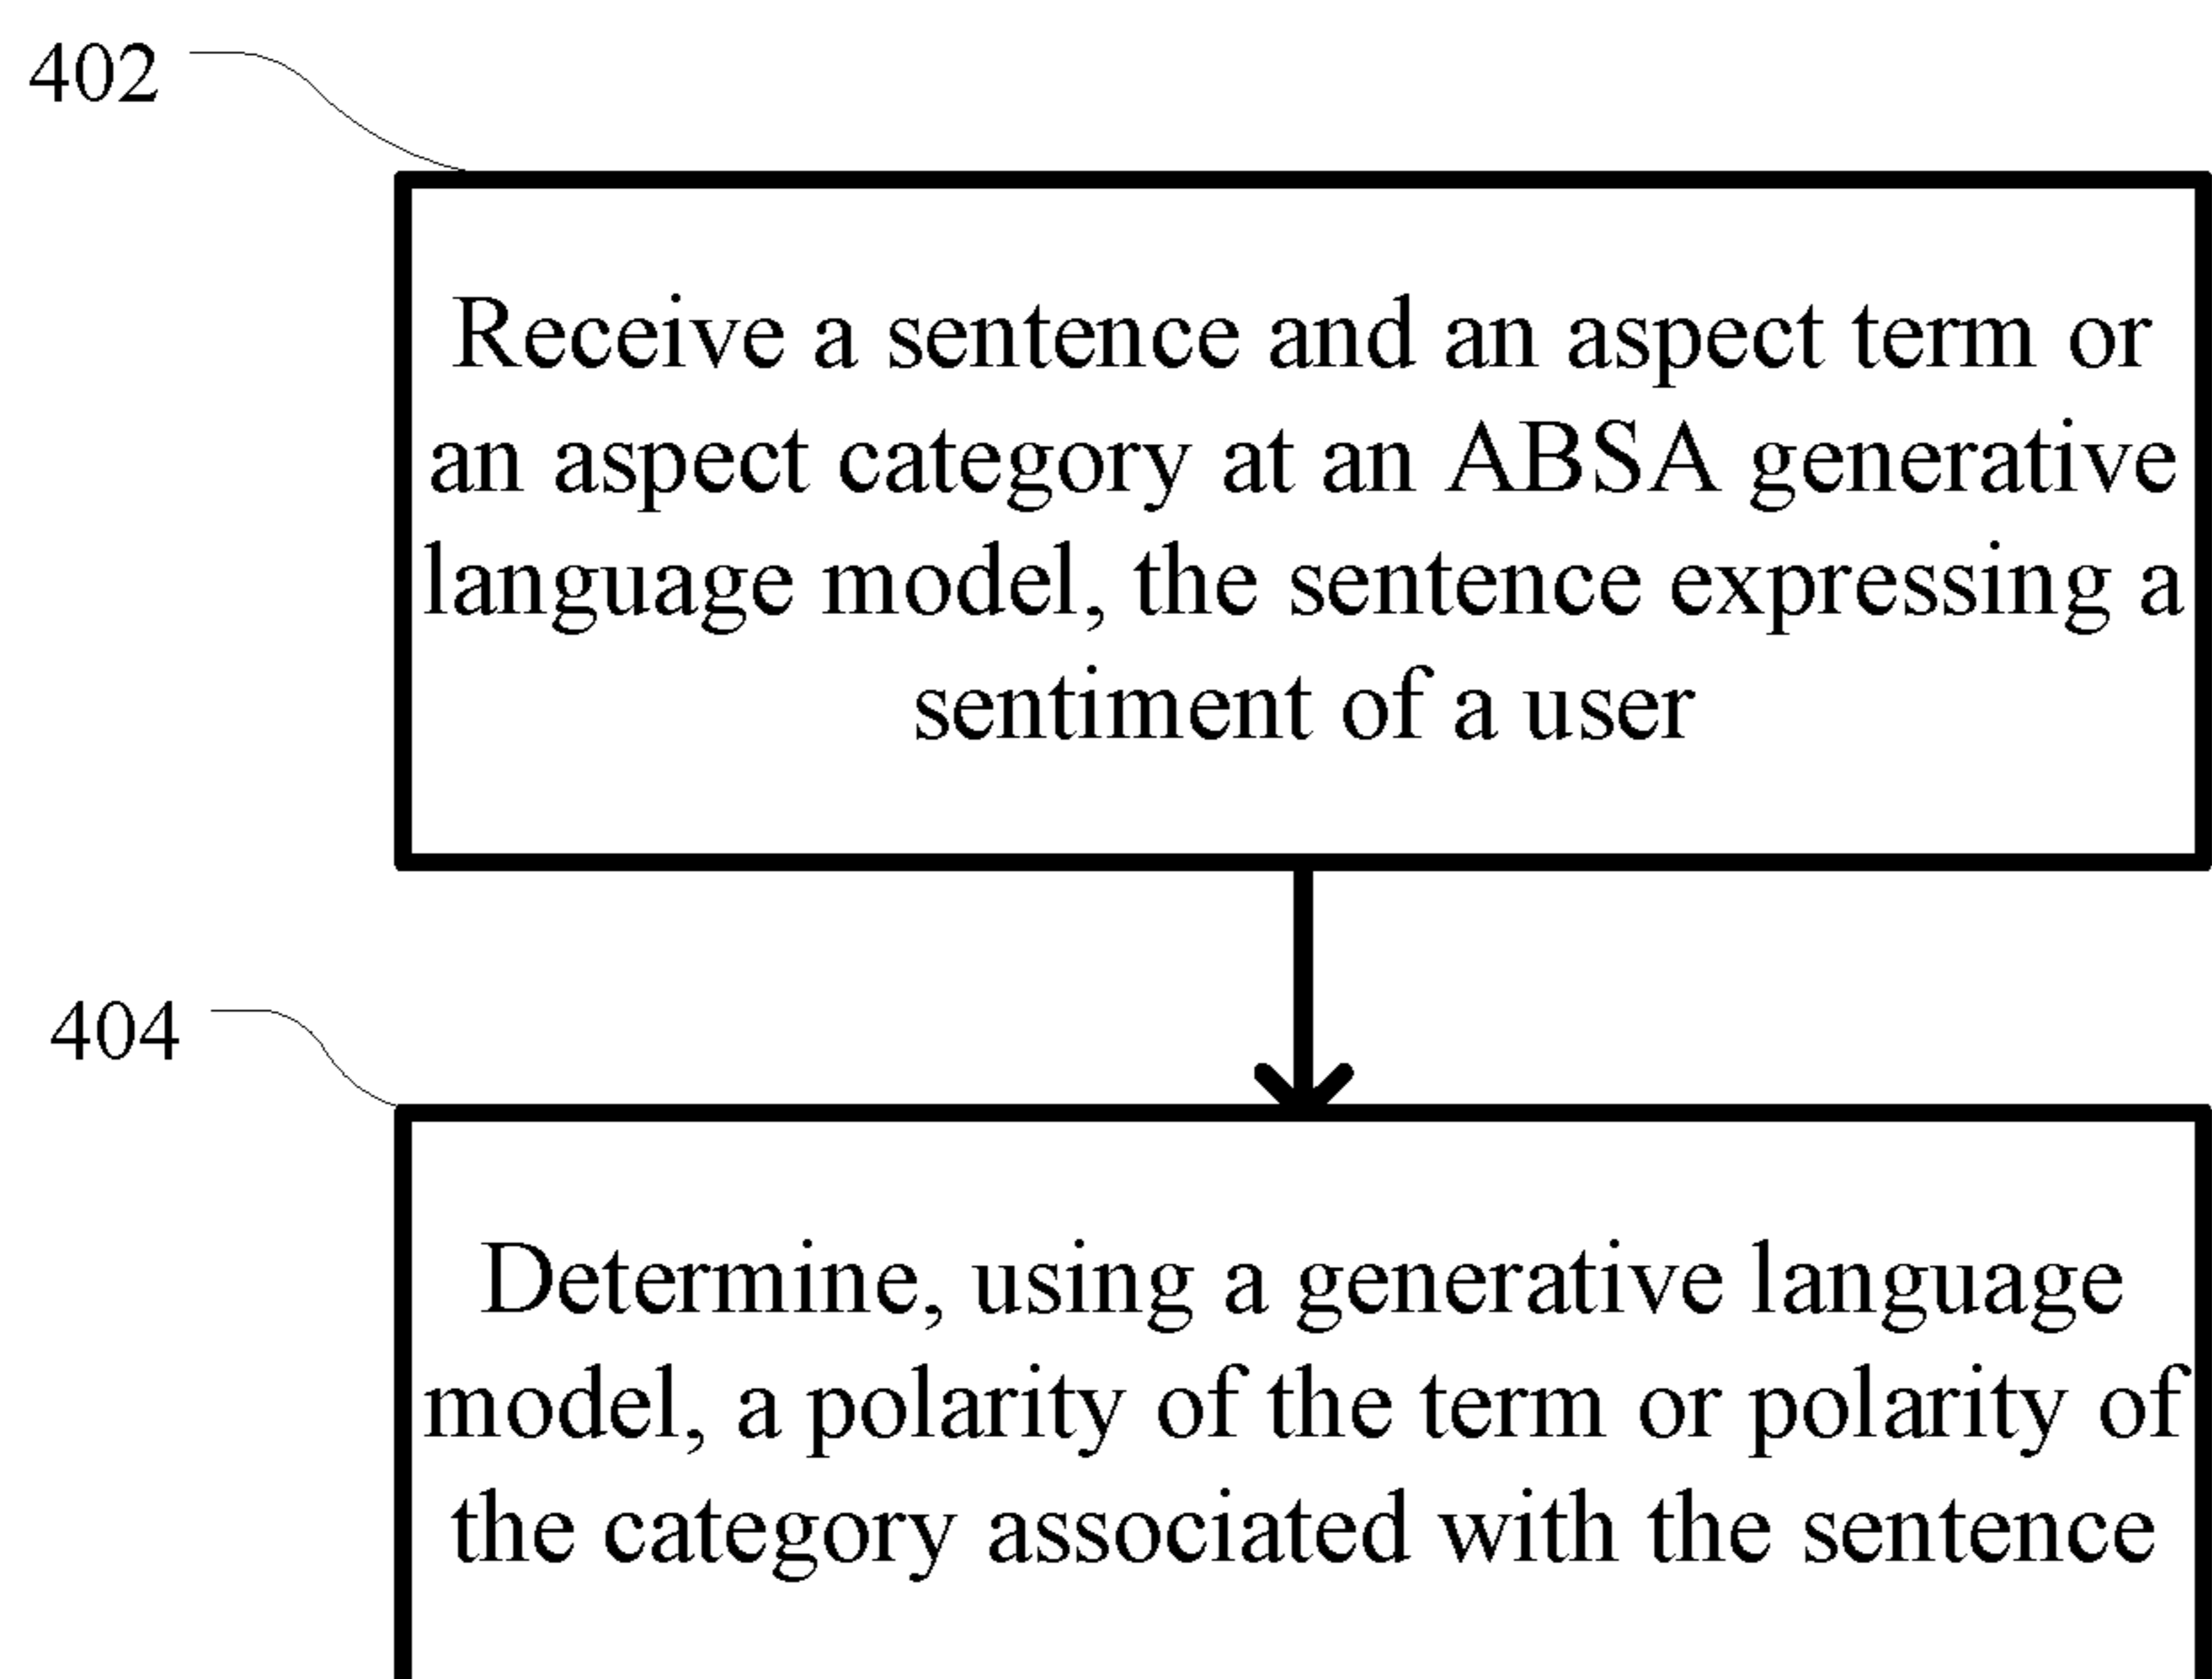 402
Receive a sentence and an aspect term or
an aspect category at an ABSA generative
language model, the sentence expressing a
sentiment of a user
404
Determine, using a generative language
model, a polarity of the term or polarity of
the category associated with the sentence